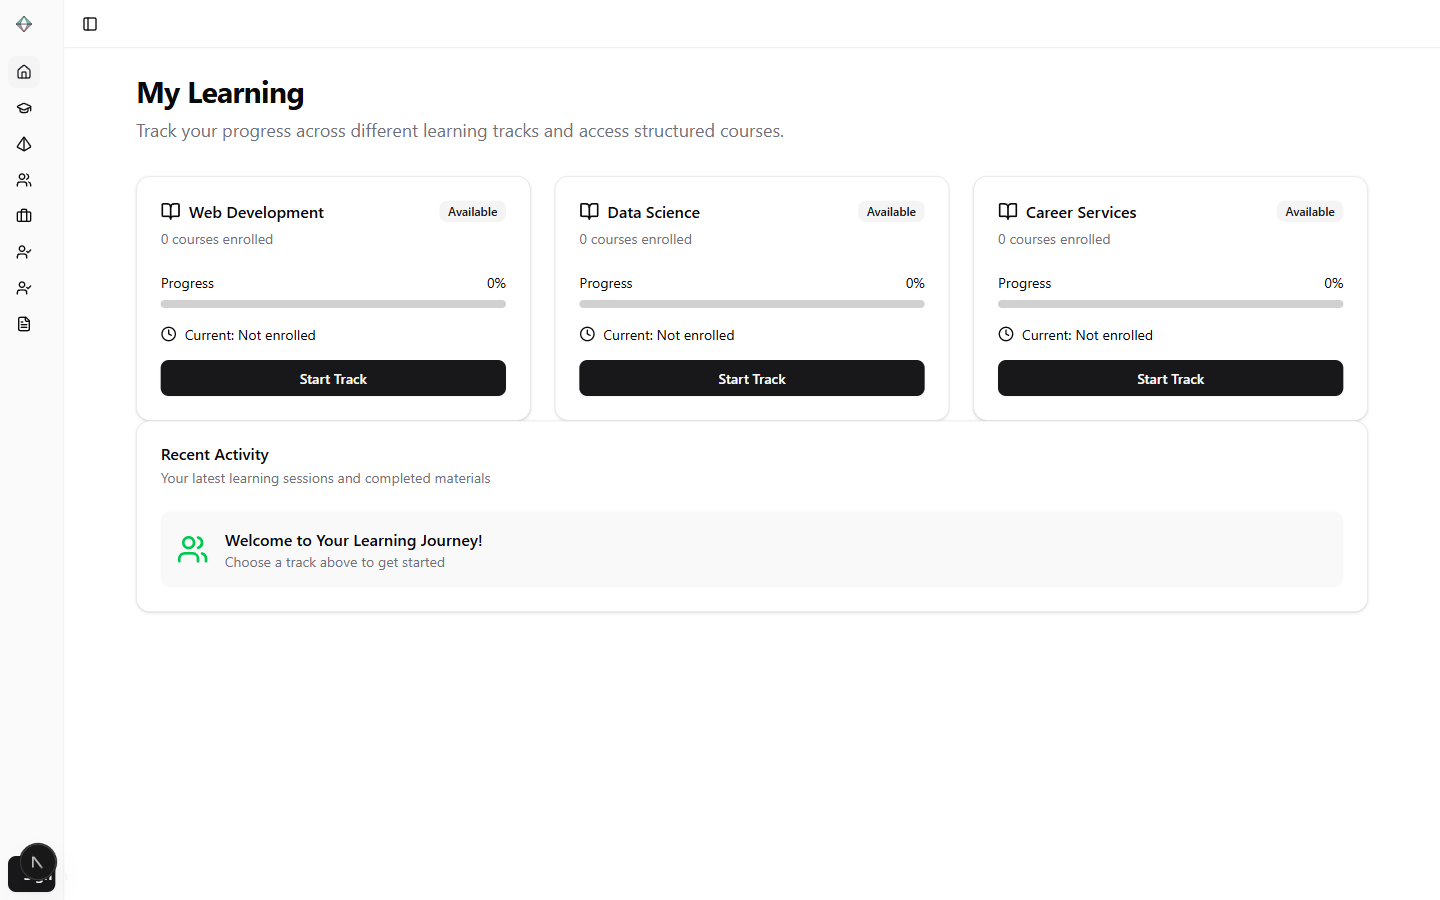 My Learning
Track your progress across different learning tracks and access structured courses.
Web Development
Available
0 courses enrolled
Progress
0%
Current: Not enrolled
Start Track
Data Science
Available
0 courses enrolled
Progress
0%
Current: Not enrolled
Start Track
Career Services
Available
0 courses enrolled
Progress
0%
Current: Not enrolled
Start Track
Recent Activity
Your latest learning sessions and completed materials
Welcome to Your Learning Journey!
Choose a track above to get started